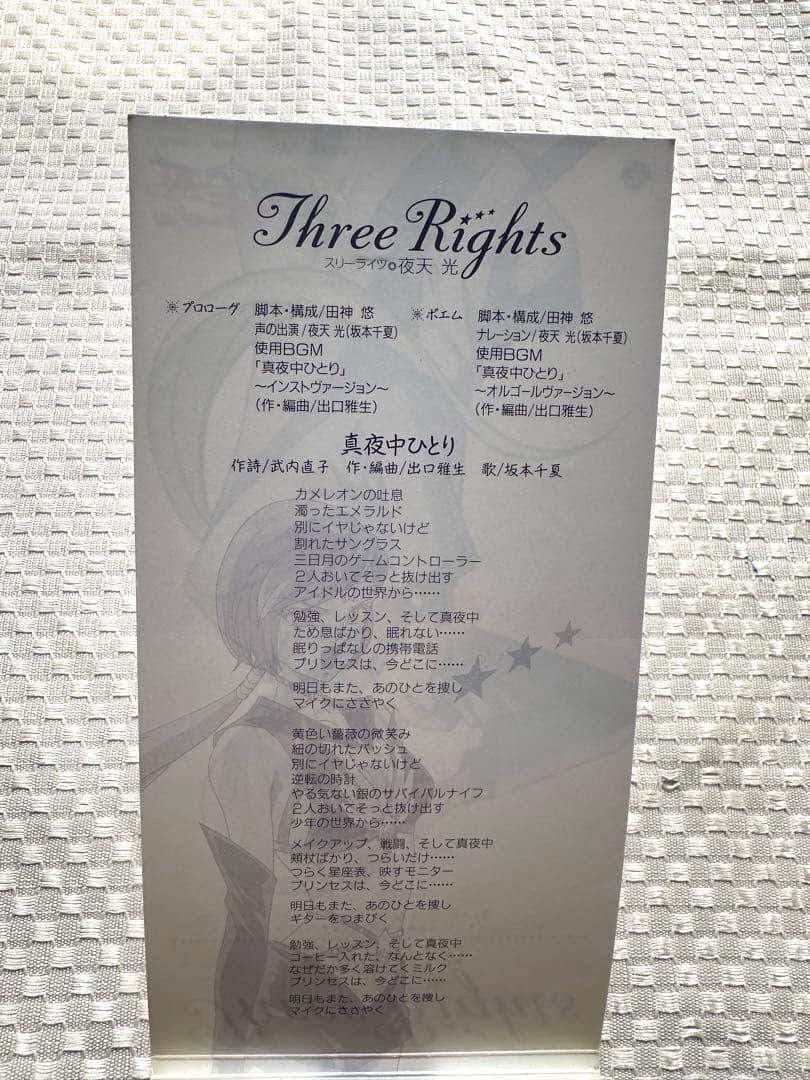 Three Rights
スリーライツ●夜天 光
※プロローグ 脚本・構成/田神 悠
声の出演/夜天 光(坂本千夏)
使用BGM
「真夜中ひとり」
〜インストヴァージョン〜
(作・編曲/出口雅生)
※ポエム 脚本・構成/田神 悠
ナレーション/夜天 光(坂本千夏)
使用BGM
「真夜中ひとり」
〜オルゴールヴァージョン〜
(作・編曲/出口雅生)
真夜中ひとり
作詩/武内直子 作・編曲/出口雅生 歌/坂本千夏
カメレオンの吐息
濁ったエメラルド
別にイヤじゃないけど
割れたサングラス
三日月のゲームコントローラー
2人おいてそっと抜け出す
アイドルの世界から……
勉強、レッスン、そして真夜中
ため息ばかり、眠れない……
眠りっぱなしの携帯電話
プリンセスは、今どこに……
明日もまた、あのひとを捜し
マイクにささやく
黄色い薔薇の微笑み
紐の切れたバッシュ
別にイヤじゃないけど
逆転の時計
やる気ない銀のサバイバルナイフ
2人おいてそっと抜け出す
少年の世界から……
メイクアップ、戦闘、そして真夜中
頬杖ばかり、つらいだけ……
つらく星座表、映すモニター
プリンセスは、今どこに……
明日もまた、あのひとを捜し
ギターをつまびく
勉強、レッスン、そして真夜中
コーヒー入れた、なんとなく……
なぜだか多く溶けてくミルク
プリンセスは、今どこに……
明日もまた、あのひとを捜し
マイクにささやく